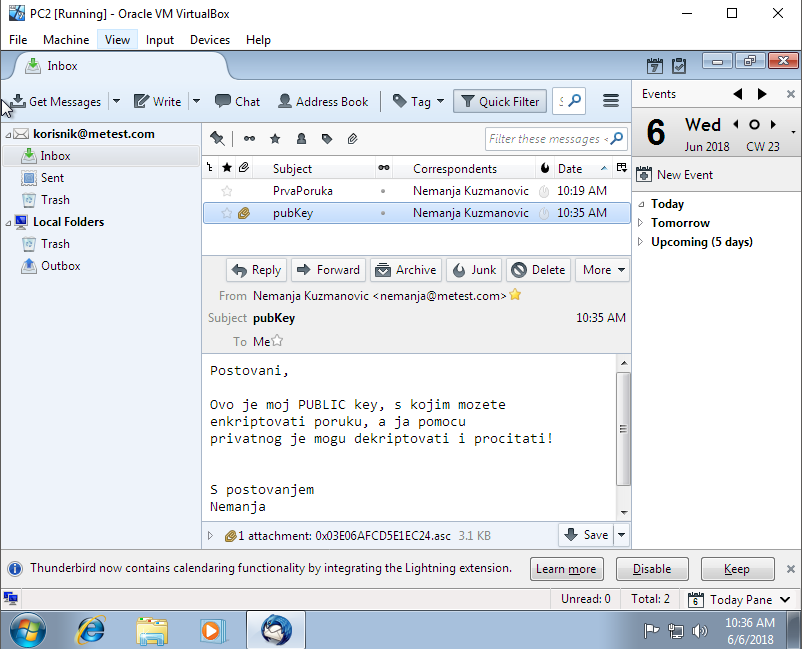 PC2 [Running] - Oracle VM VirtualBox
File Machine View Input Devices Help
Inbox
Get Messages Write Chat Address Book Tag Quick Filter
Events
6 Wed
Jun 2018 CW 23
New Event
Today
Tomorrow
Upcoming (5 days)
korisnik@metest.com
Inbox
Sent
Trash
Local Folders
Trash
Outbox
Filter these messages
Subject Correspondents Date
PrvaPoruka Nemanja Kuzmanovic 10:19 AM
pubKey Nemanja Kuzmanovic 10:35 AM
Reply Forward Archive Junk Delete More
From Nemanja Kuzmanovic <nemanja@metest.com>
Subject pubKey 10:35 AM
To Me
Postovani,
Ovo je moj PUBLIC key, s kojim mozete
enkriptovati poruku, a ja pomocu
privatnog je mogu dekriptovati i procitati!
S postovanjem
Nemanja
1 attachment: 0x03E06AFCD5E1EC24.asc 3.1 KB Save
Thunderbird now contains calendaring functionality by integrating the Lightning extension. Learn more Disable Keep
Unread: 0 Total: 2 6 Today Pane
10:36 AM
6/6/2018